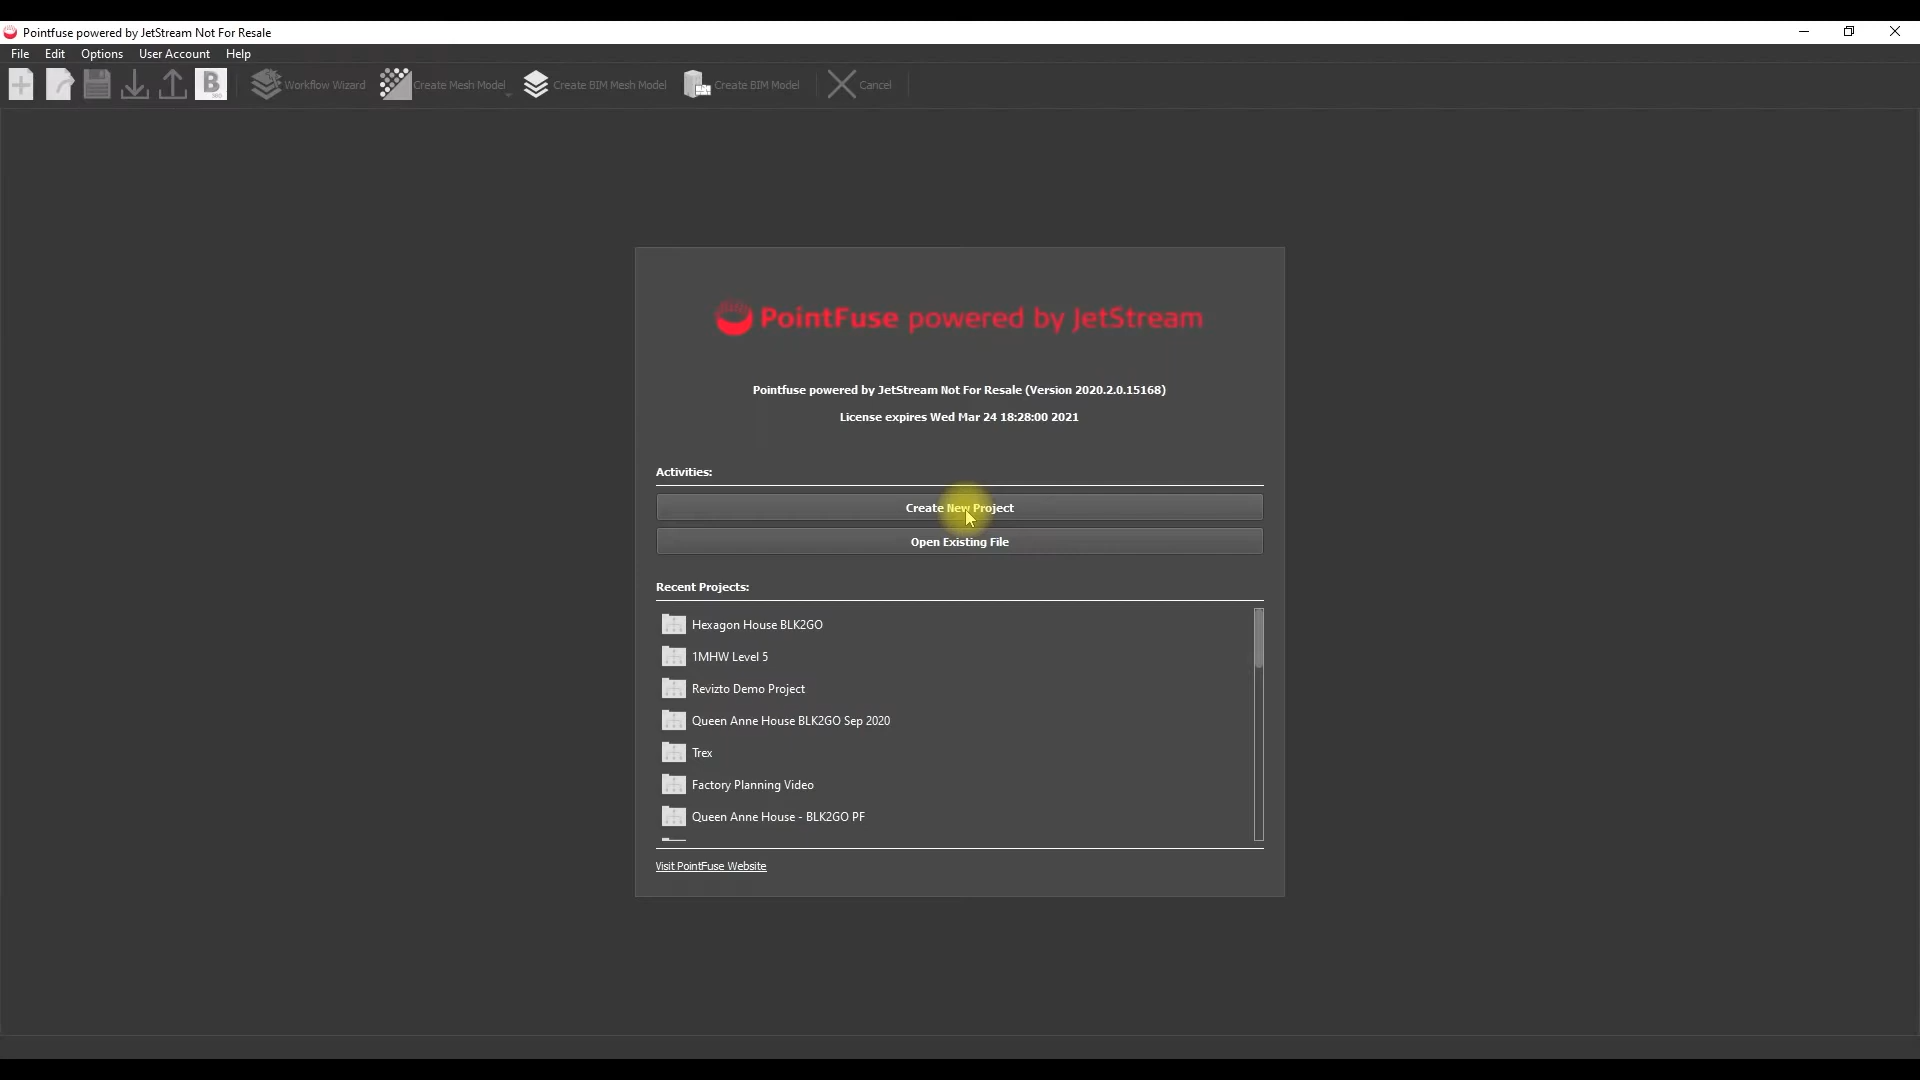 Pointfuse powered by JetStream Not For Resale
File Edit Options User Account Help
B Workflow Wizard Create Mesh Model Create BIM Mesh Model Create BIM Model Cancel
PointFuse powered by JetStream
Pointfuse powered by JetStream Not For Resale (Version 2020.2.0.15168)
License expires Wed Mar 24 18:28:00 2021
Activities:
Create New Project
Open Existing File
Recent Projects:
Hexagon House BLK2GO
1MHW Level 5
Revizto Demo Project
Queen Anne House BLK2GO Sep 2020
Trex
Factory Planning Video
Queen Anne House - BLK2GO PF
Visit PointFuse Website